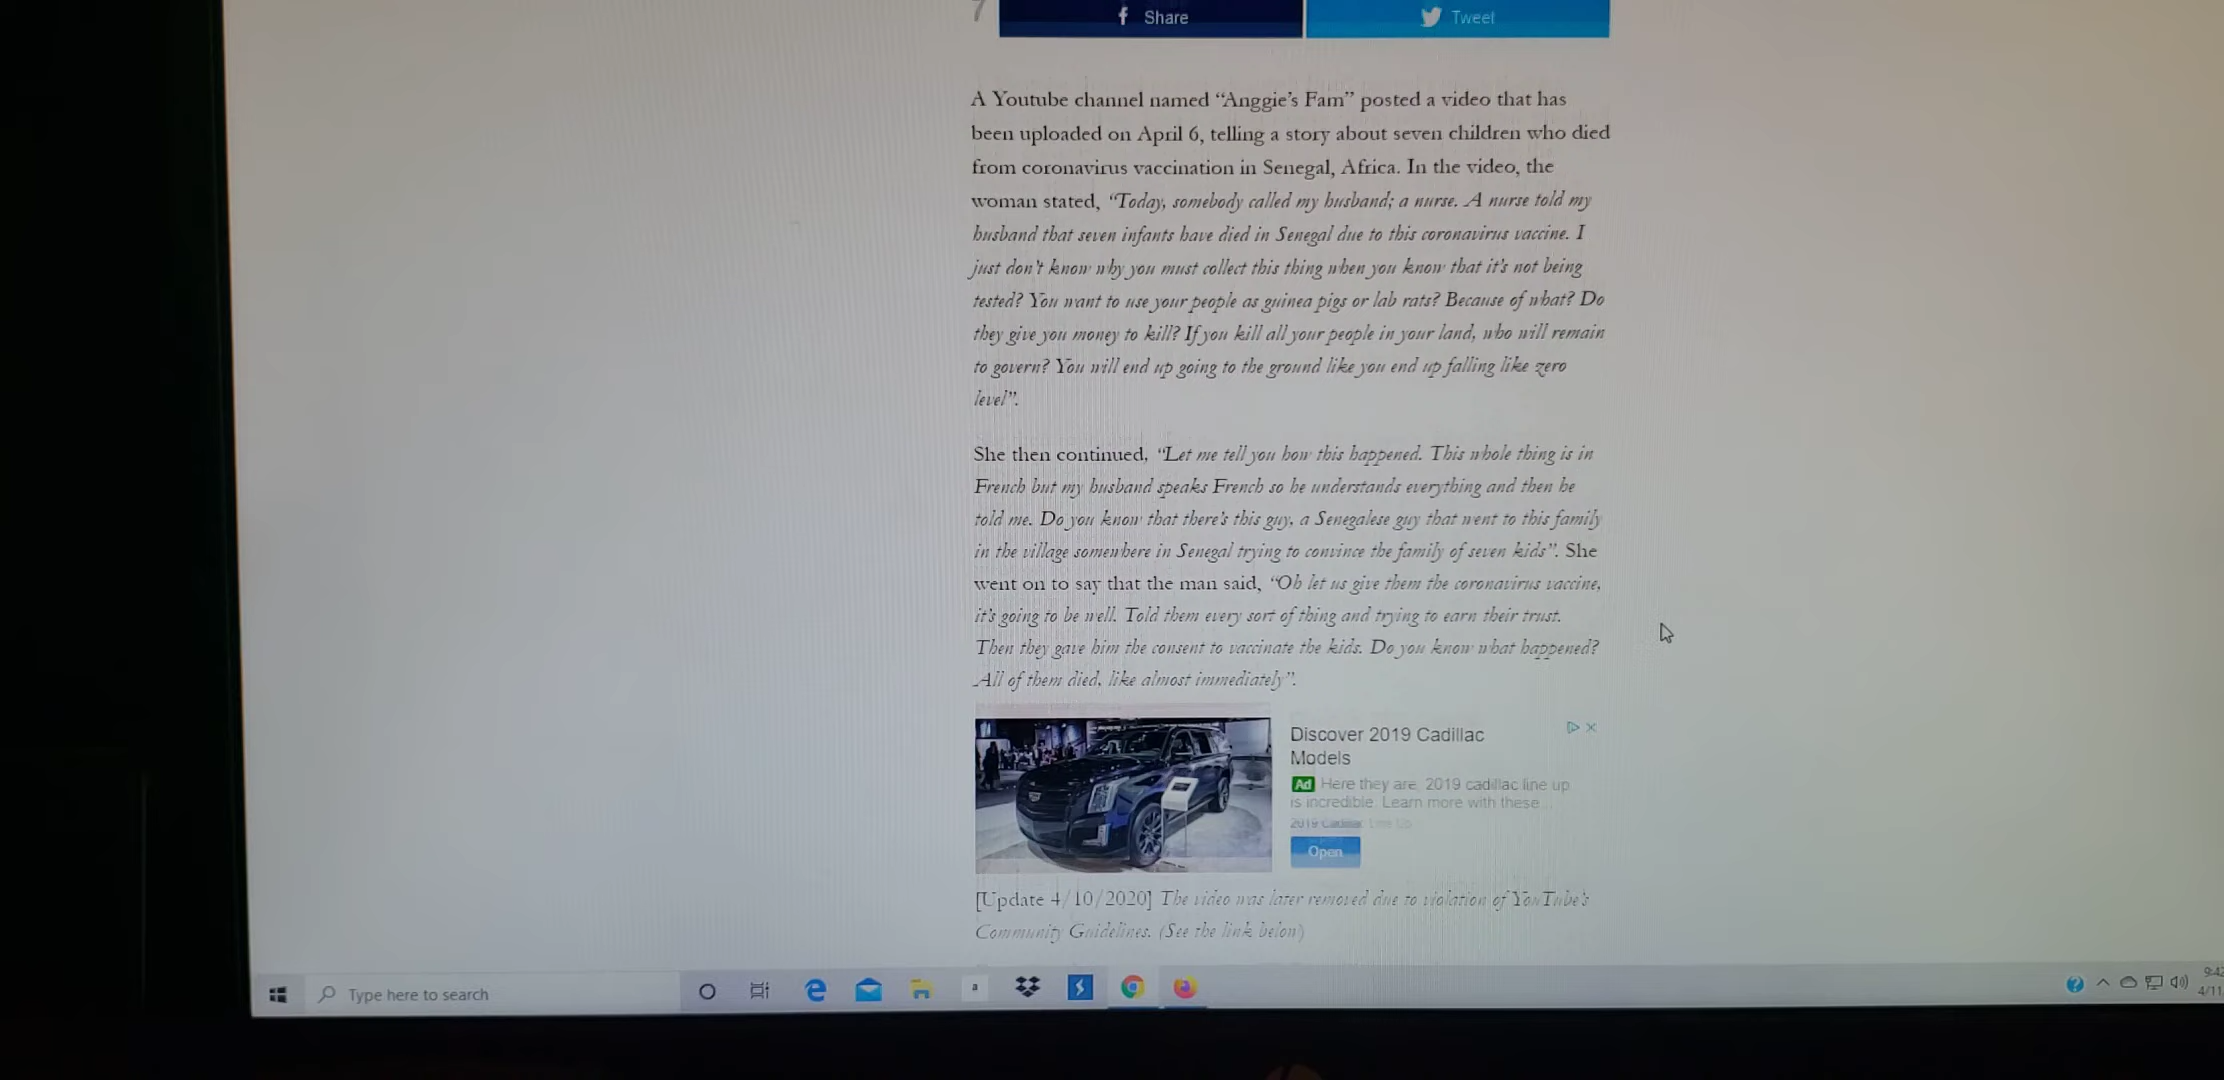 7
Share
Tweet
A Youtube channel named “Anggie’s Fam” posted a video that has
been uploaded on April 6, telling a story about seven children who died
from coronavirus vaccination in Senegal, Africa. In the video, the
woman stated, “Today, somebody called my husband; a nurse. A nurse told my
husband that seven infants have died in Senegal due to this coronavirus vaccine. I
just don’t know why you must collect this thing when you know that it’s not being
tested? You want to use your people as guinea pigs or lab rats? Because of what? Do
they give you money to kill? If you kill all your people in your land, who will remain
to govern? You will end up going to the ground like you end up falling like zero
level”.
She then continued, “Let me tell you how this happened. This whole thing is in
French but my husband speaks French so he understands everything and then he
told me. Do you know that there’s this guy, a Senegalese guy that went to this family
in the village somewhere in Senegal trying to convince the family of seven kids”. She
went on to say that the man said, “Oh let us give them the coronavirus vaccine,
it’s going to be well. Told them every sort of thing and trying to earn their trust.
Then they gave him the consent to vaccinate the kids. Do you know what happened?
All of them died, like almost immediately”.
Discover 2019 Cadillac
Models
Ad Here they are, 2019 cadillac line up
is incredible. Learn more with these...
2019 Cadillac Line Up
Open
[Update 4/10/2020] The video was later removed due to violation of YouTube’s
Community Guidelines. (See the link below)
Type here to search
a
9:42
4/11